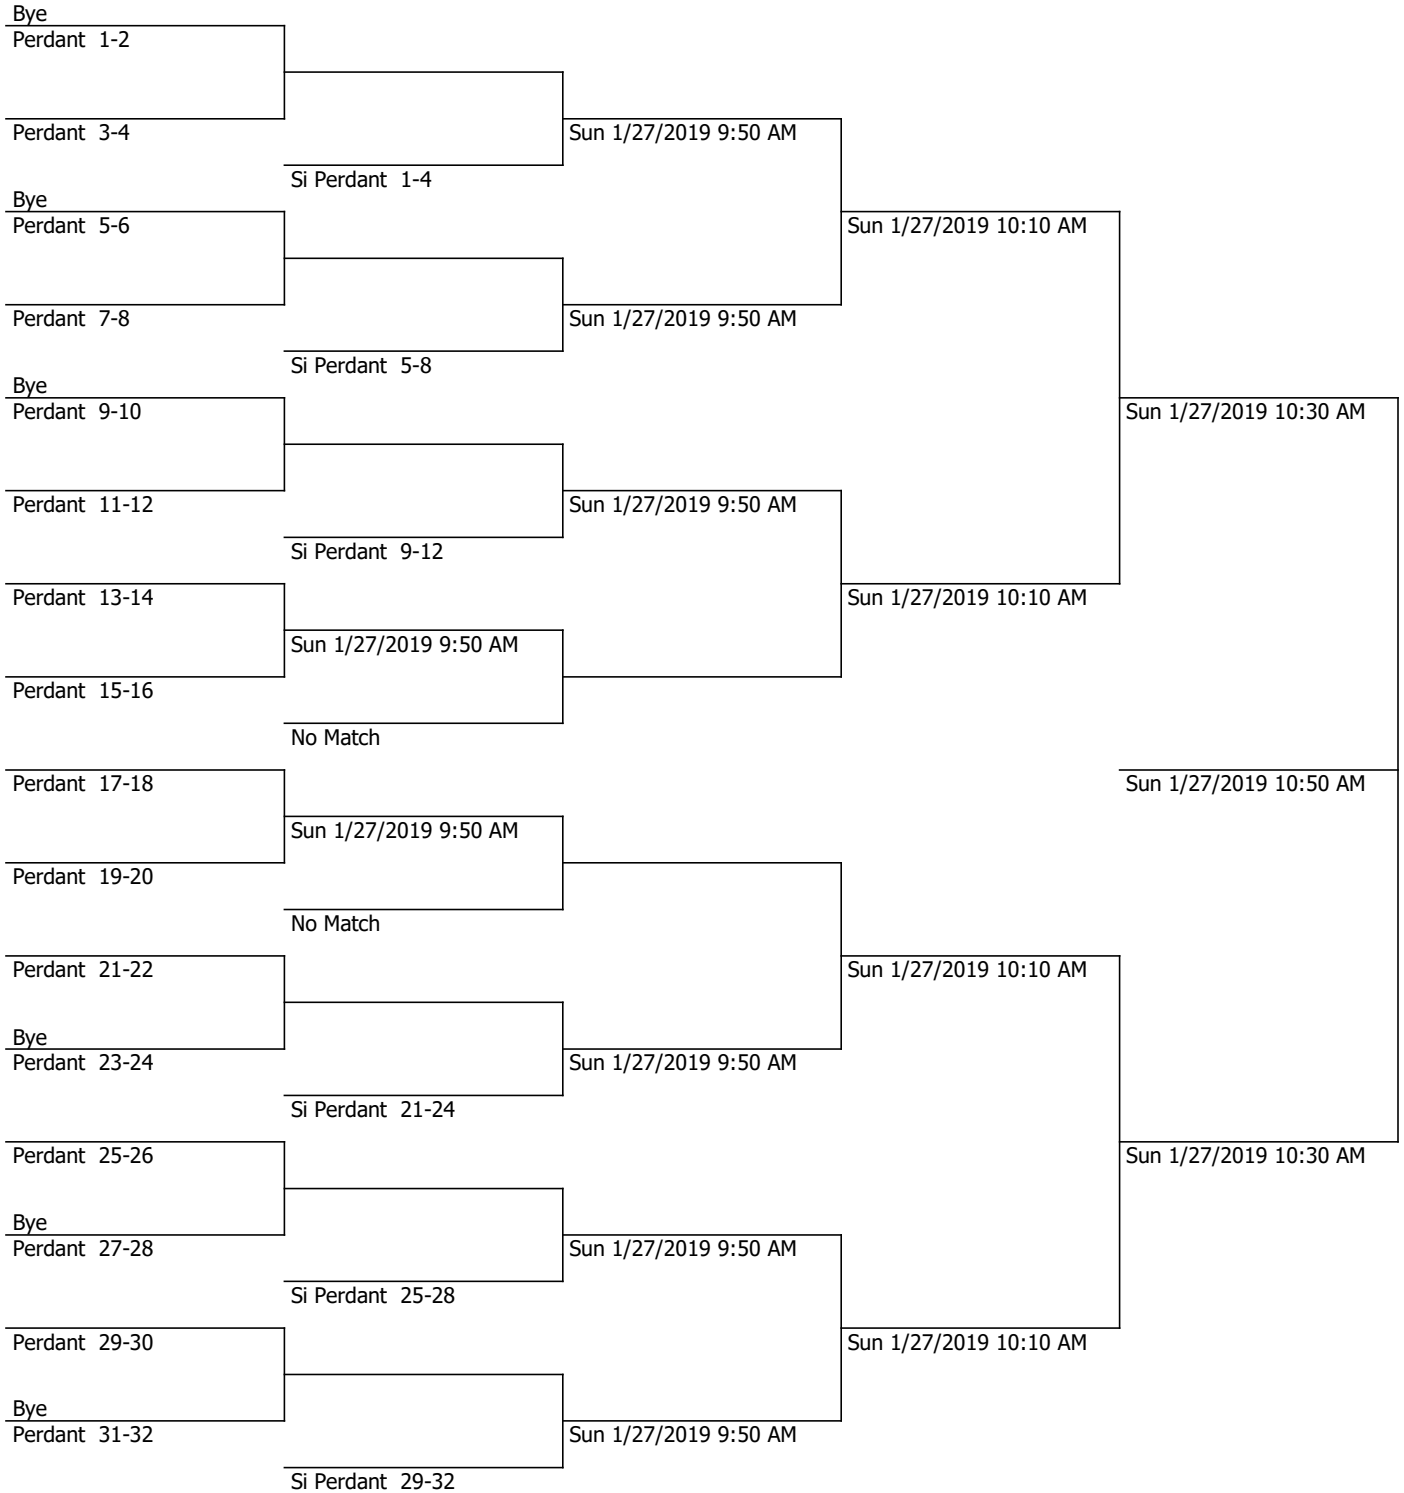 Bye
Perdant 1-2
Perdant 3-4
Sun 1/27/2019 9:50 AM
Si Perdant 1-4
Bye
Perdant 5-6
Sun 1/27/2019 10:10 AM
Perdant 7-8
Sun 1/27/2019 9:50 AM
Si Perdant 5-8
Bye
Perdant 9-10
Sun 1/27/2019 10:30 AM
Perdant 11-12
Sun 1/27/2019 9:50 AM
Si Perdant 9-12
Perdant 13-14
Sun 1/27/2019 10:10 AM
Sun 1/27/2019 9:50 AM
Perdant 15-16
No Match
Perdant 17-18
Sun 1/27/2019 10:50 AM
Sun 1/27/2019 9:50 AM
Perdant 19-20
No Match
Perdant 21-22
Sun 1/27/2019 10:10 AM
Bye
Perdant 23-24
Sun 1/27/2019 9:50 AM
Si Perdant 21-24
Perdant 25-26
Sun 1/27/2019 10:30 AM
Bye
Perdant 27-28
Sun 1/27/2019 9:50 AM
Si Perdant 25-28
Perdant 29-30
Sun 1/27/2019 10:10 AM
Bye
Perdant 31-32
Sun 1/27/2019 9:50 AM
Si Perdant 29-32